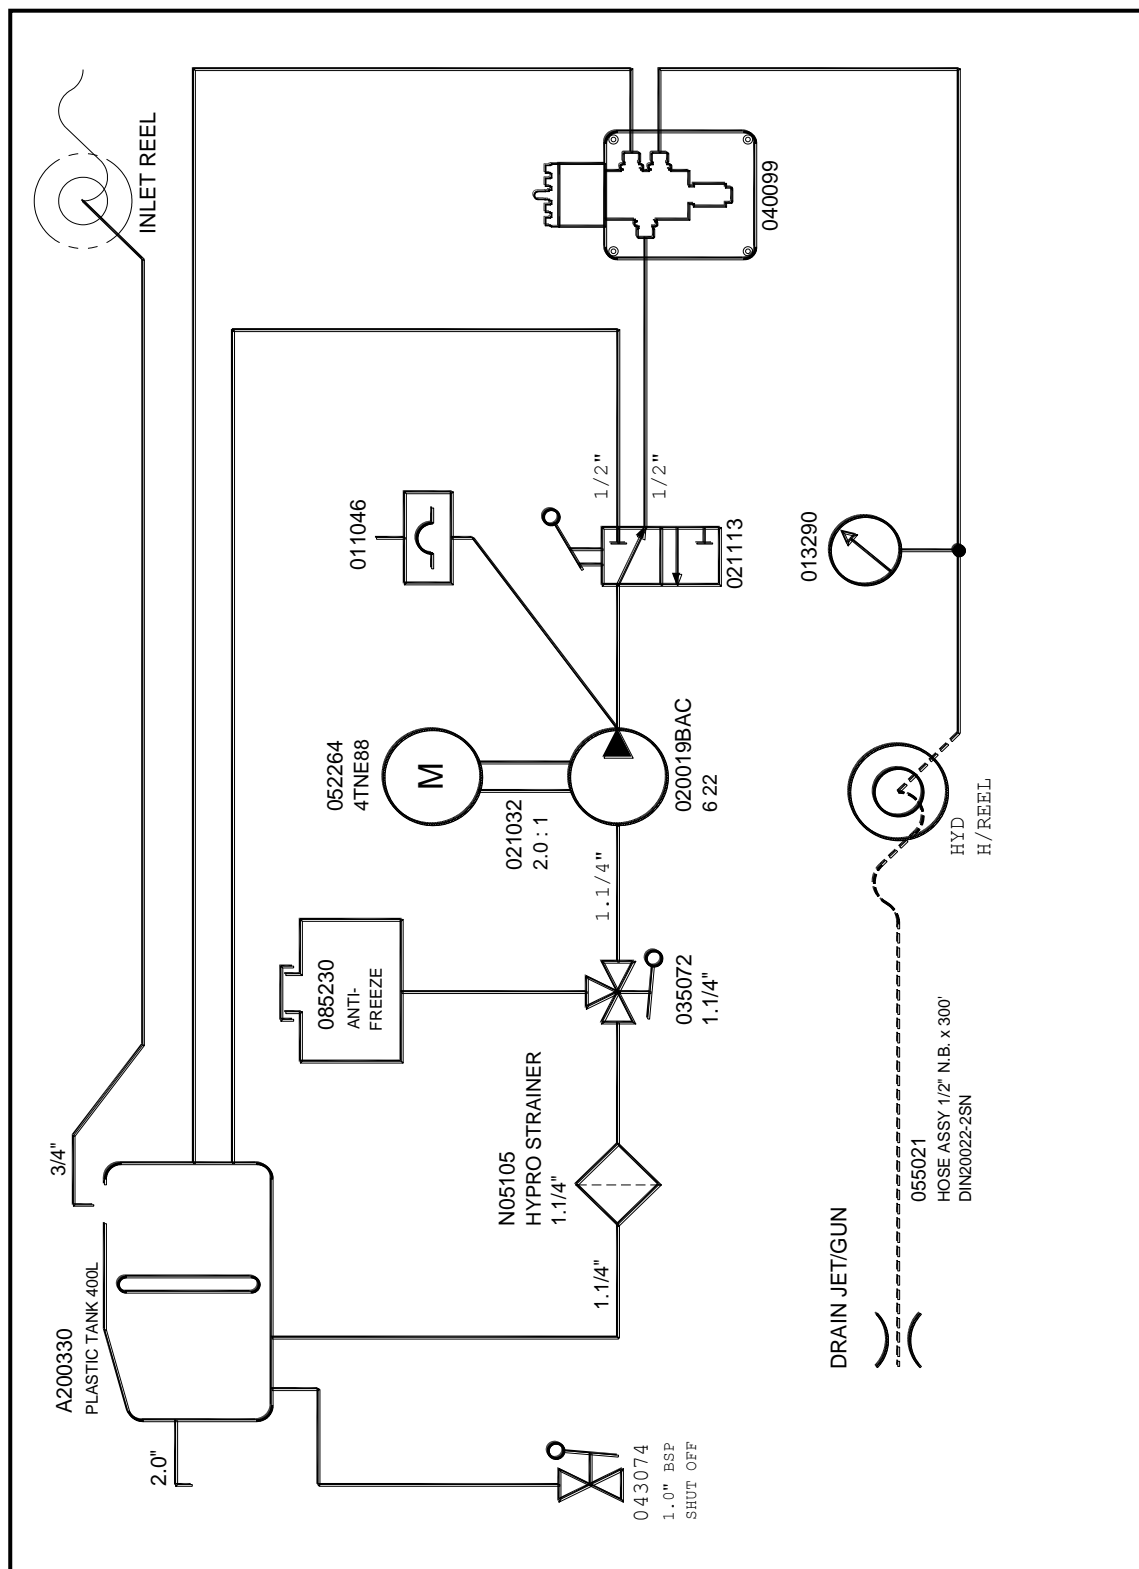 INLET REEL
3/4"
A200330
PLASTIC TANK 400L
2.0"
085230
ANTI-
FREEZE
052264
4TNE88
M
021032
2.0 : 1
011046
1/2"
1/2"
040099
021113
020019BAC
6 22
1.1/4"
035072
1.1/4"
N05105
HYPRO STRAINER
1.1/4"
1.1/4"
043074
1.0" BSP
SHUT OFF
013290
HYD
H/REEL
DRAIN JET/GUN
055021
HOSE ASSY 1/2" N.B. x 300'
DIN20022-2SN